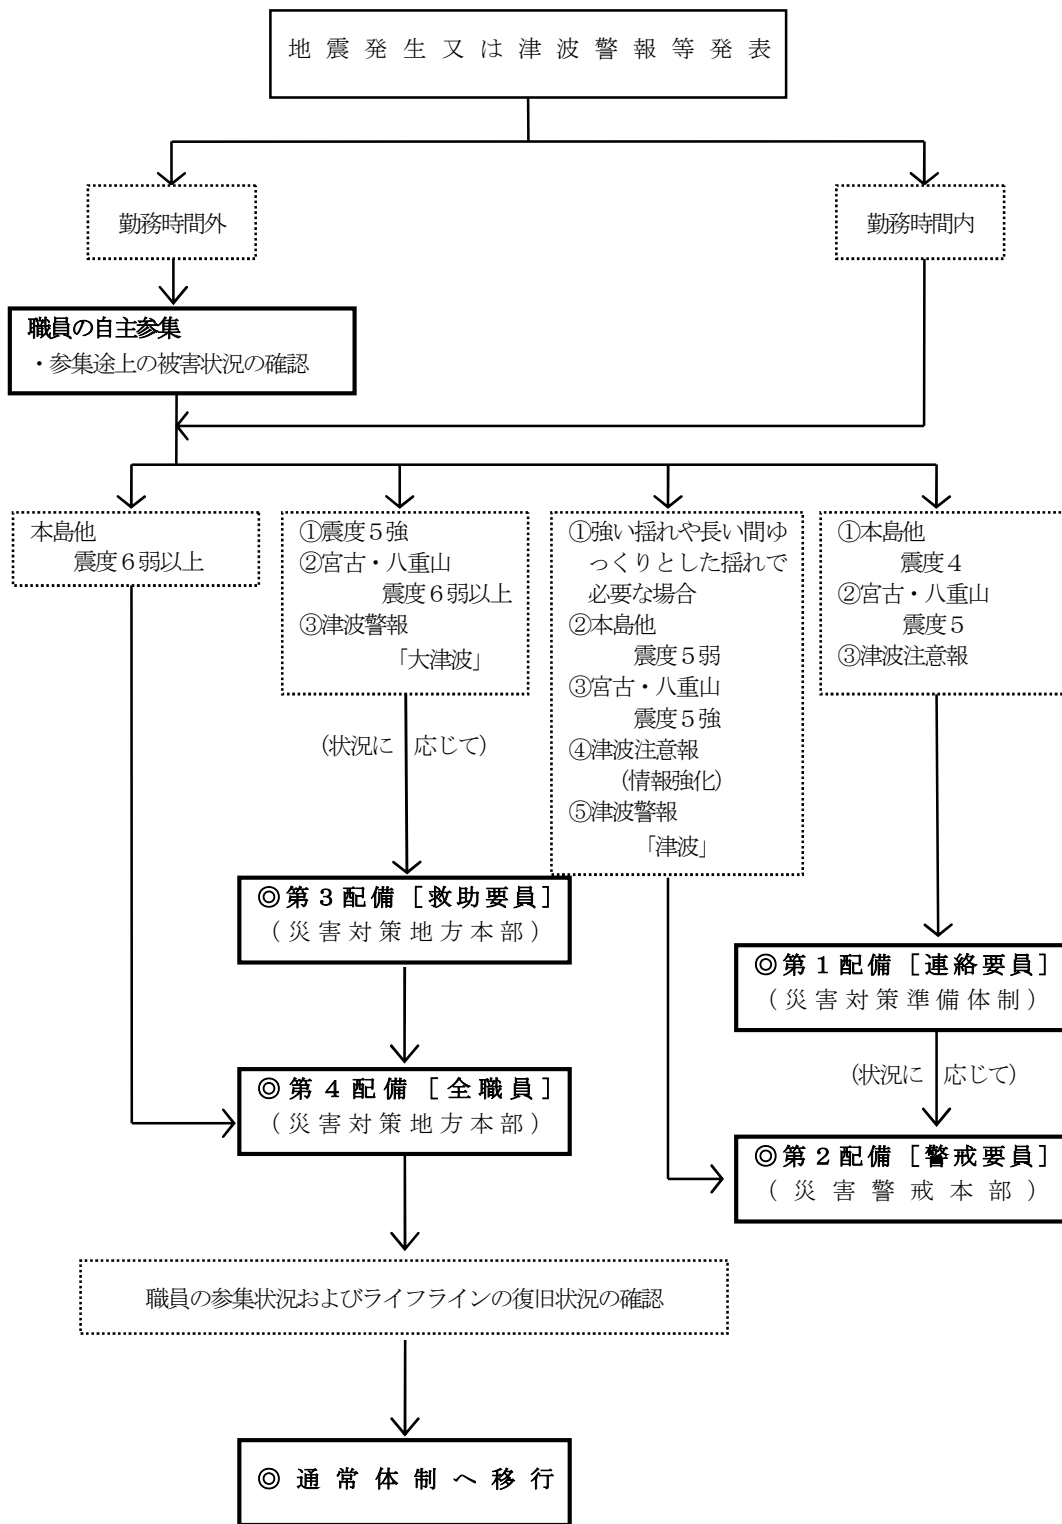 地震発生又は津波警報等発表
勤務時間外
勤務時間内
職員の自主参集
・参集途上の被害状況の確認
本島他
震度６弱以上
①震度５強
②宮古・八重山
震度６弱以上
③津波警報
「大津波」
①強い揺れや長い間ゆ
っくりとした揺れで
必要な場合
②本島他
震度５弱
③宮古・八重山
震度５強
④津波注意報
（情報強化）
⑤津波警報
「津波」
①本島他
震度４
②宮古・八重山
震度５
③津波注意報
（状況に　応じて）
◎第３配備［救助要員］
（災害対策地方本部）
◎第１配備［連絡要員］
（災害対策準備体制）
（状況に　応じて）
◎第４配備［全職員］
（災害対策地方本部）
◎第２配備［警戒要員］
（災害警戒本部）
職員の参集状況およびライフラインの復旧状況の確認
◎通常体制へ移行